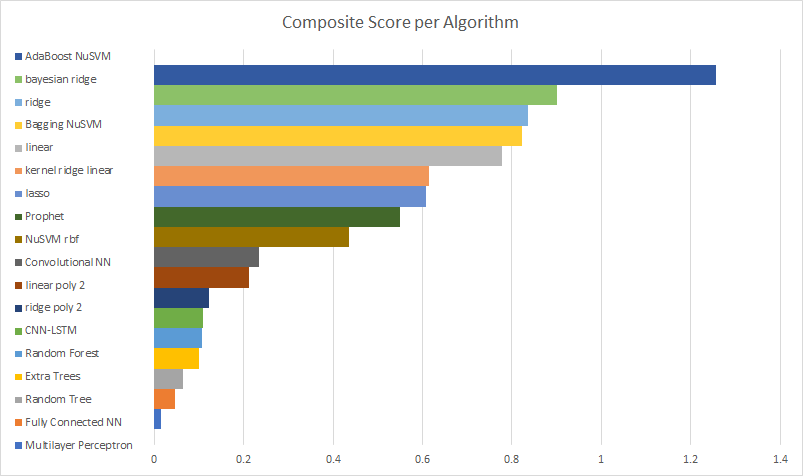 Composite Score per Algorithm
AdaBoost NuSVM
bayesian ridge
ridge
Bagging NuSVM
linear
kernel ridge linear
lasso
Prophet
NuSVM rbf
Convolutional NN
linear poly 2
ridge poly 2
CNN-LSTM
Random Forest
Extra Trees
Random Tree
Fully Connected NN
Multilayer Perceptron
0 0.2 0.4 0.6 0.8 1 1.2 1.4